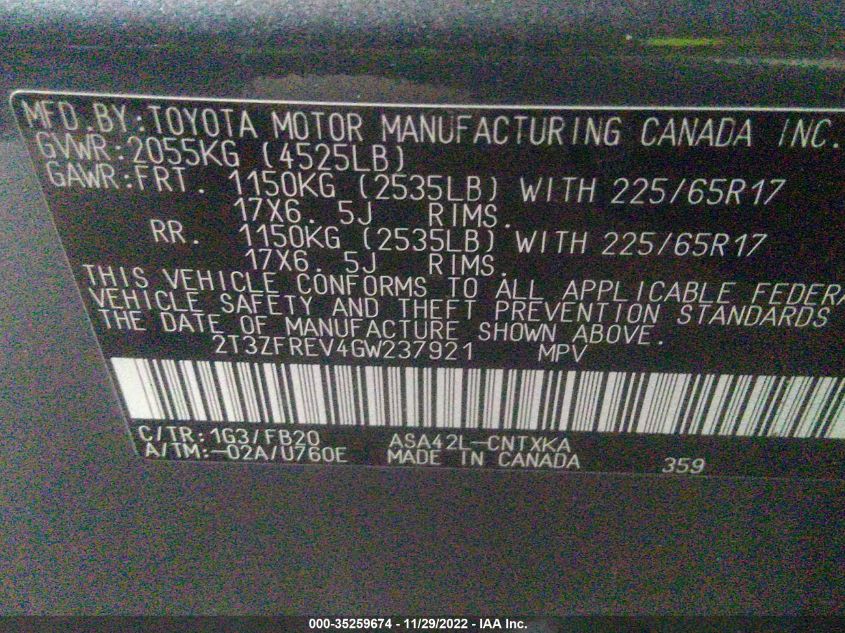 MFD.BY:TOYOTA MOTOR MANUFACTURING CANADA INC.
GVWR:2055KG (4525LB)
GAWR:FRT. 1150KG (2535LB) WITH 225/65R17
17X6.5J RIMS.
RR. 1150KG (2535LB) WITH 225/65R17
17X6.5J RIMS.
THIS VEHICLE CONFORMS TO ALL APPLICABLE FEDERA
VEHICLE SAFETY AND THEFT PREVENTION STANDARDS
THE DATE OF MANUFACTURE SHOWN ABOVE.
2T3ZFREV4GW237921 MPV
C/TR:1G3/FB20 ASA42L-CNTXKA
A/TM:-02A/U760E MADE IN CANADA 359
000-35259674 - 11/29/2022 - IAA Inc.